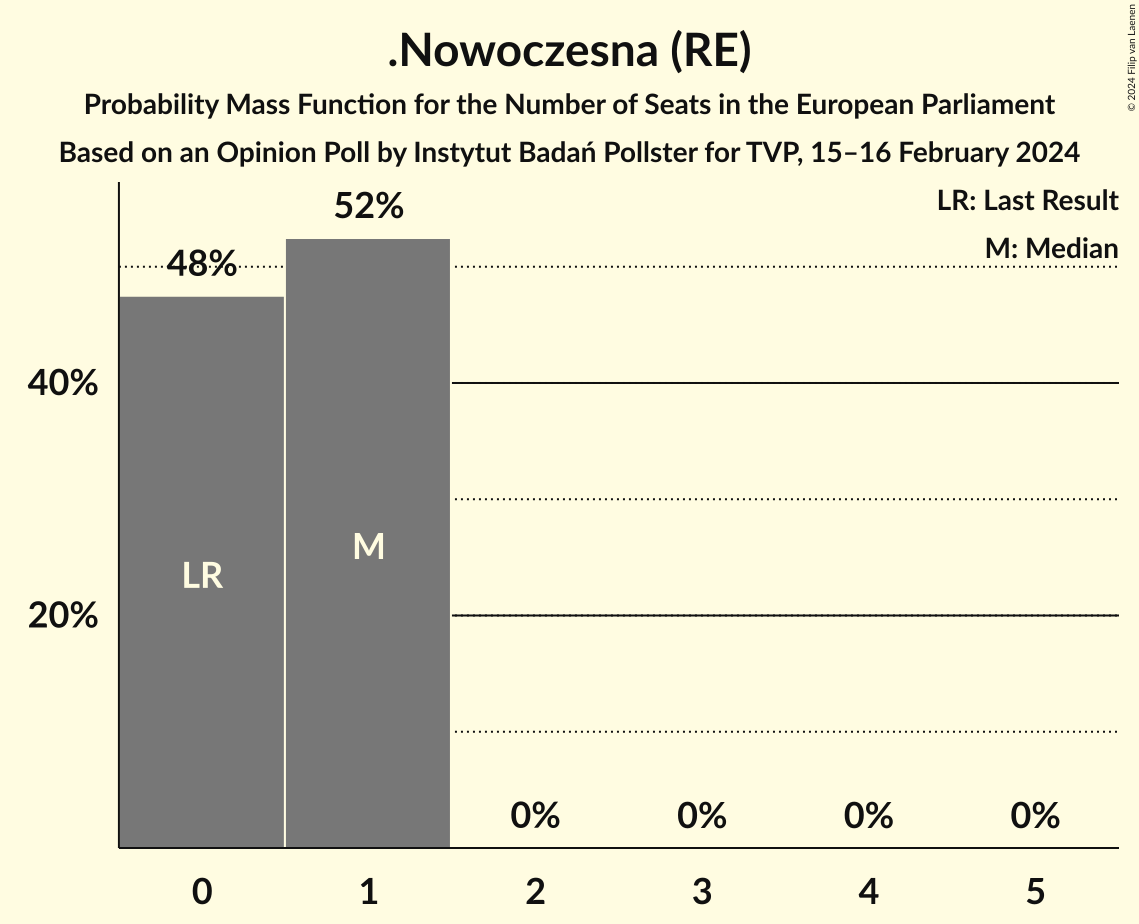 .Nowoczesna (RE)
Probability Mass Function for the Number of Seats in the European Parliament
Based on an Opinion Poll by Instytut Badań Pollster for TVP, 15–16 February 2024
© 2024 Filip van Laenen
LR: Last Result
M: Median
52%
48%
40%
20%
LR
M
0%
0%
0%
0%
0
1
2
3
4
5